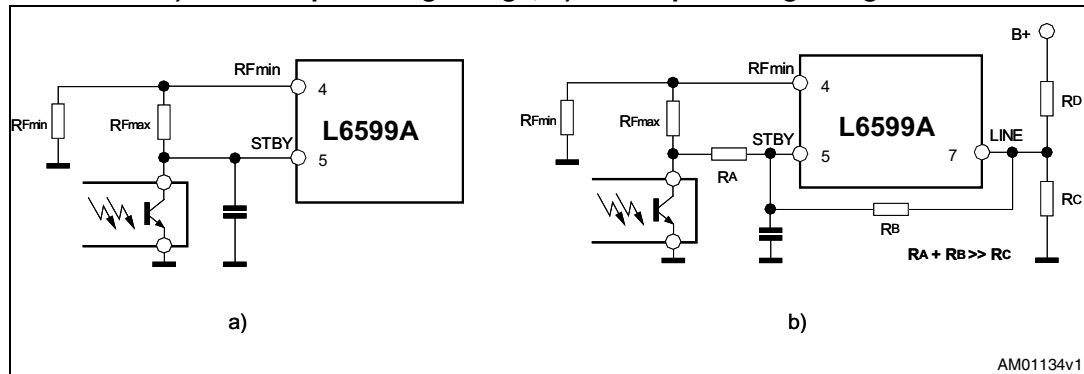 B+
RFmin
4
RFmin
RFmax
L6599A
STBY
5
RFmin
4
RFmin
RFmax
L6599A
STBY
5
RA
7
LINE
RD
RC
RB
RA + RB >> RC
a)
b)
AM01134v1